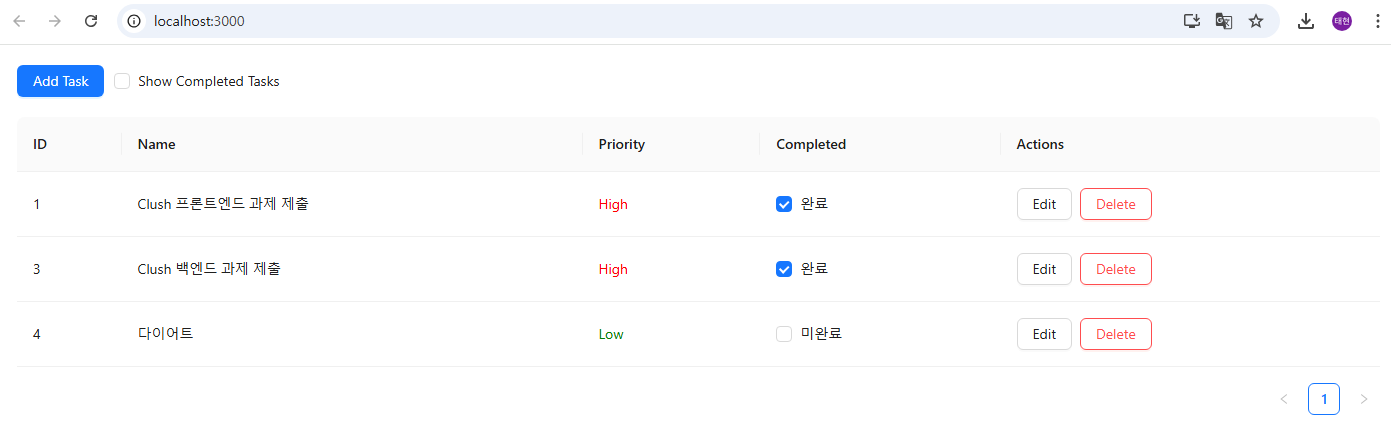 localhost:3000
태현
Add Task Show Completed Tasks
ID Name Priority Completed Actions
1 Clush 프론트엔드 과제 제출 High 완료 Edit Delete
3 Clush 백엔드 과제 제출 High 완료 Edit Delete
4 다이어트 Low 미완료 Edit Delete
1